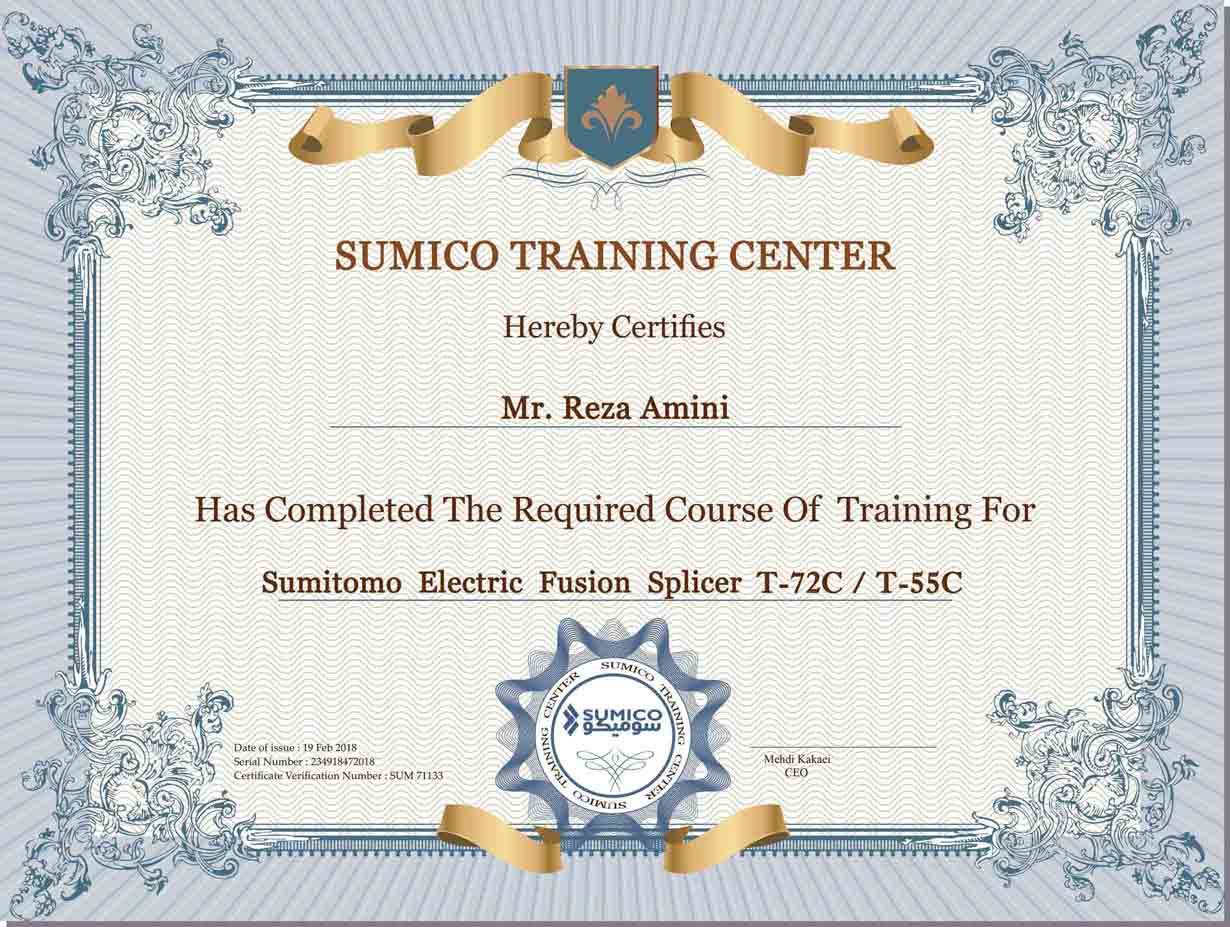 SUMICO TRAINING CENTER
Hereby Certifies
Mr. Reza Amini
Has Completed The Required Course Of Training For
Sumitomo Electric Fusion Splicer T-72C / T-55C
SUMICO TRAINING CENTER
SUMICO TRAINING CENTER
SUMICO
سومیکو
Date of issue : 19 Feb 2018
Serial Number : 234918472018
Certificate Verification Number : SUM 71133
Mehdi Kakaei
CEO